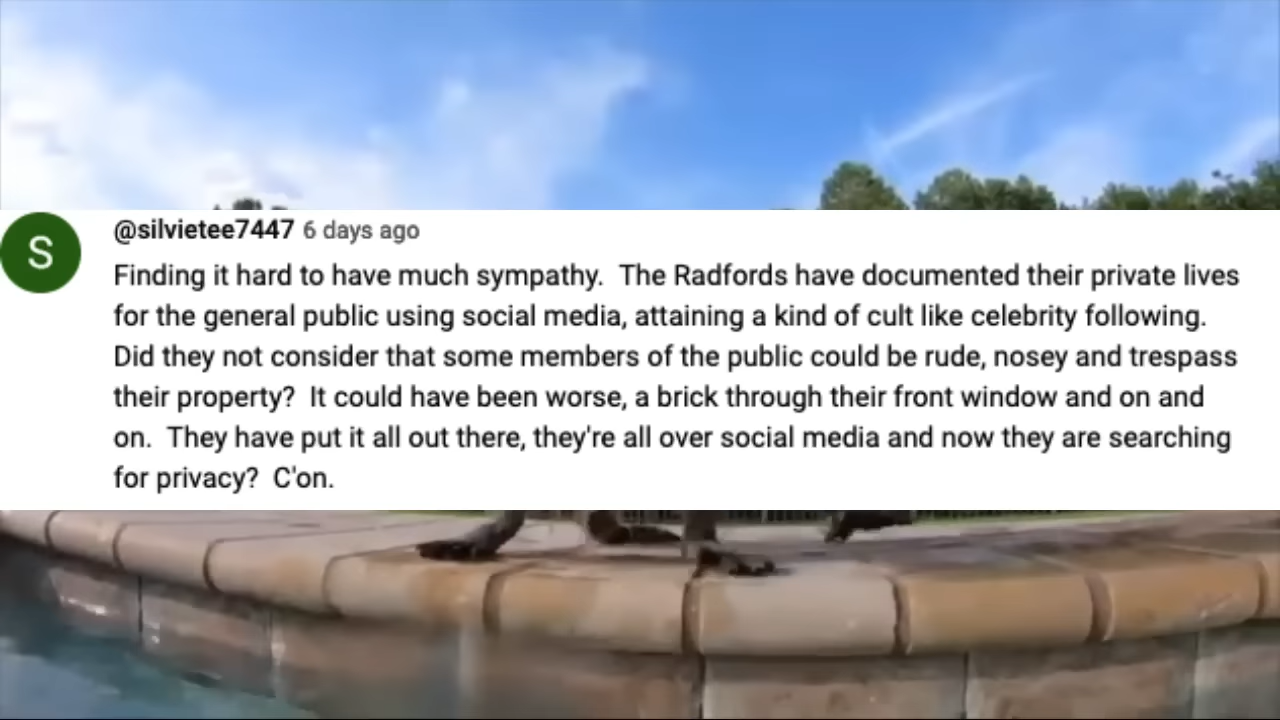 S
@silvietee7447 6 days ago
Finding it hard to have much sympathy.  The Radfords have documented their private lives
for the general public using social media, attaining a kind of cult like celebrity following.
Did they not consider that some members of the public could be rude, nosey and trespass
their property?  It could have been worse, a brick through their front window and on and
on.  They have put it all out there, they're all over social media and now they are searching
for privacy?  C'on.